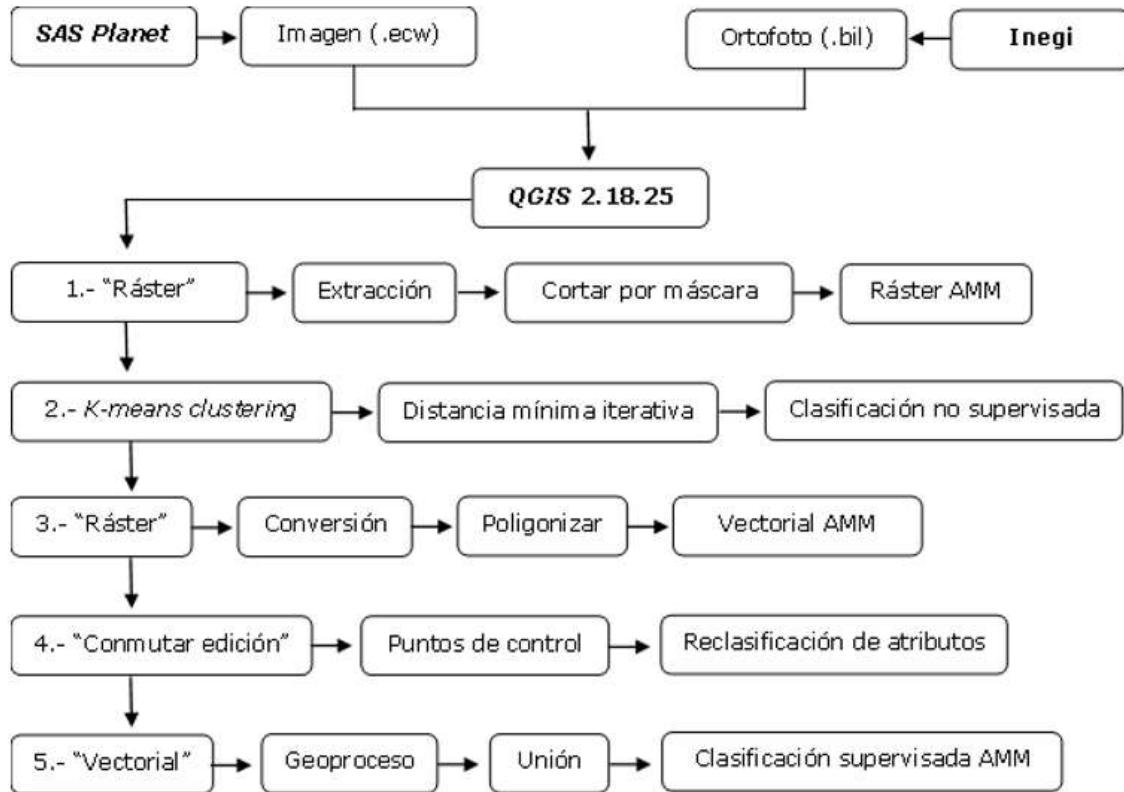 SAS Planet
Imagen (.ecw)
Ortofoto (.bil)
Inegi
QGIS 2.18.25
1.- “Ráster”
Extracción
Cortar por máscara
Ráster AMM
2.- K-means clustering
Distancia mínima iterativa
Clasificación no supervisada
3.- “Ráster”
Conversión
Poligonizar
Vectorial AMM
4.- “Conmutar edición”
Puntos de control
Reclasificación de atributos
5.- “Vectorial”
Geoproceso
Unión
Clasificación supervisada AMM